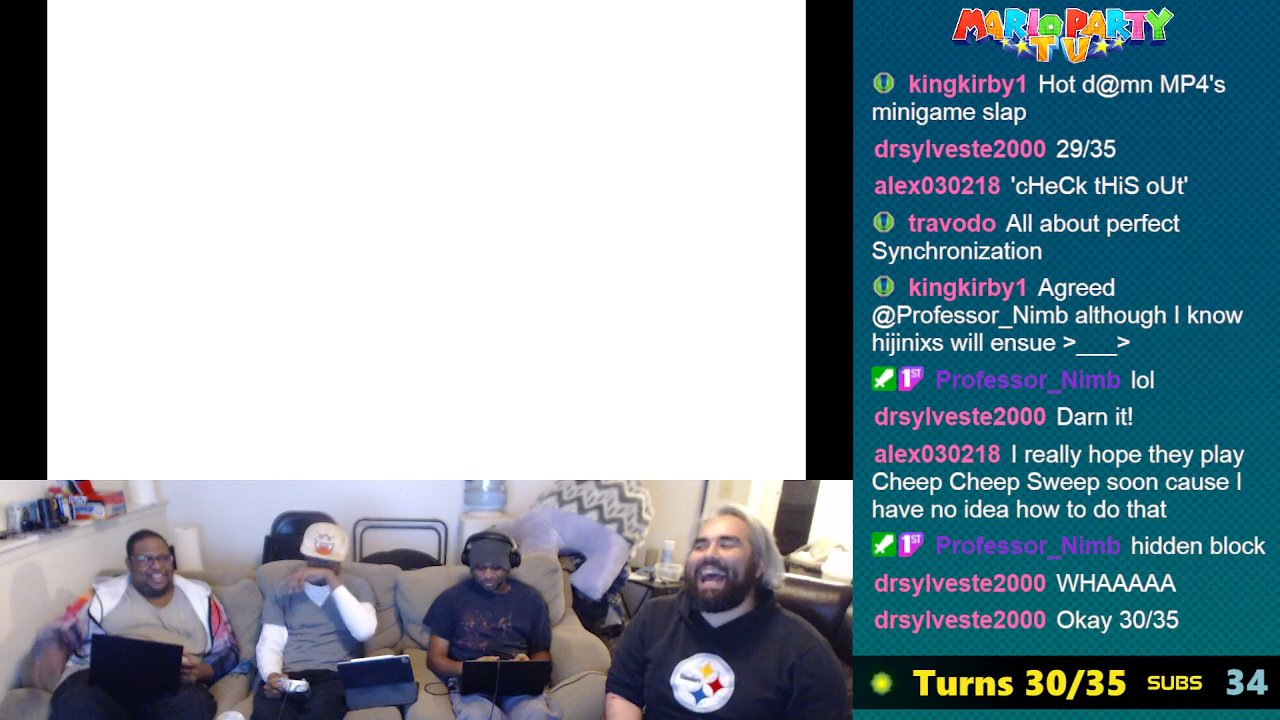 MARIO PARTY
TV
kingkirby1 Hot d@mn MP4's
minigame slap
drsylveste2000 29/35
alex030218 'cHeCk tHiS oUt'
travodo All about perfect
Synchronization
kingkirby1 Agreed
@Professor_Nimb although I know
hijinixs will ensue >___>
1ST Professor_Nimb lol
drsylveste2000 Darn it!
alex030218 I really hope they play
Cheep Cheep Sweep soon cause I
have no idea how to do that
1ST Professor_Nimb hidden block
drsylveste2000 WHAAAAA
drsylveste2000 Okay 30/35
Turns 30/35 SUBS 34